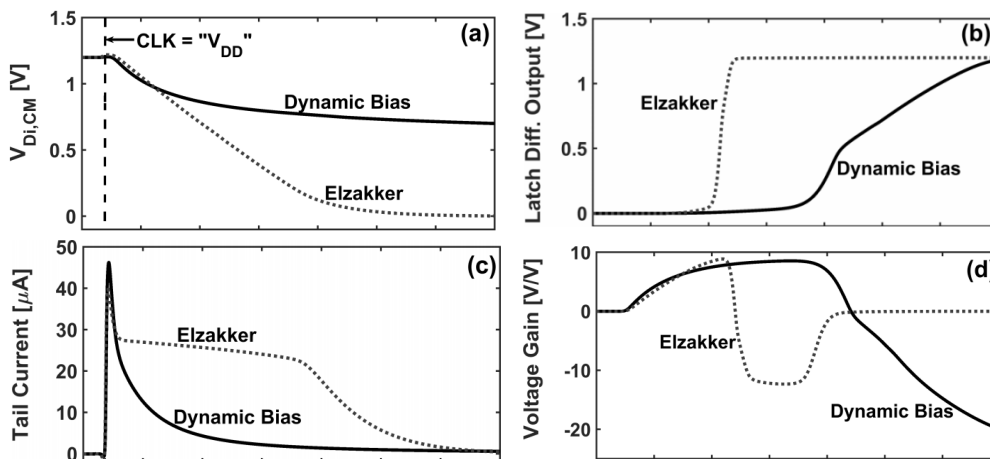 (a)
CLK = "V_DD"
1.5
1
0.5
0
V_Di,CM [V]
Dynamic Bias
Elzakker
(b)
1.5
1
0.5
0
Latch Diff. Output [V]
Elzakker
Dynamic Bias
(c)
50
40
30
20
10
0
Tail Current [μA]
Elzakker
Dynamic Bias
(d)
10
0
-10
-20
Voltage Gain [V/V]
Elzakker
Dynamic Bias